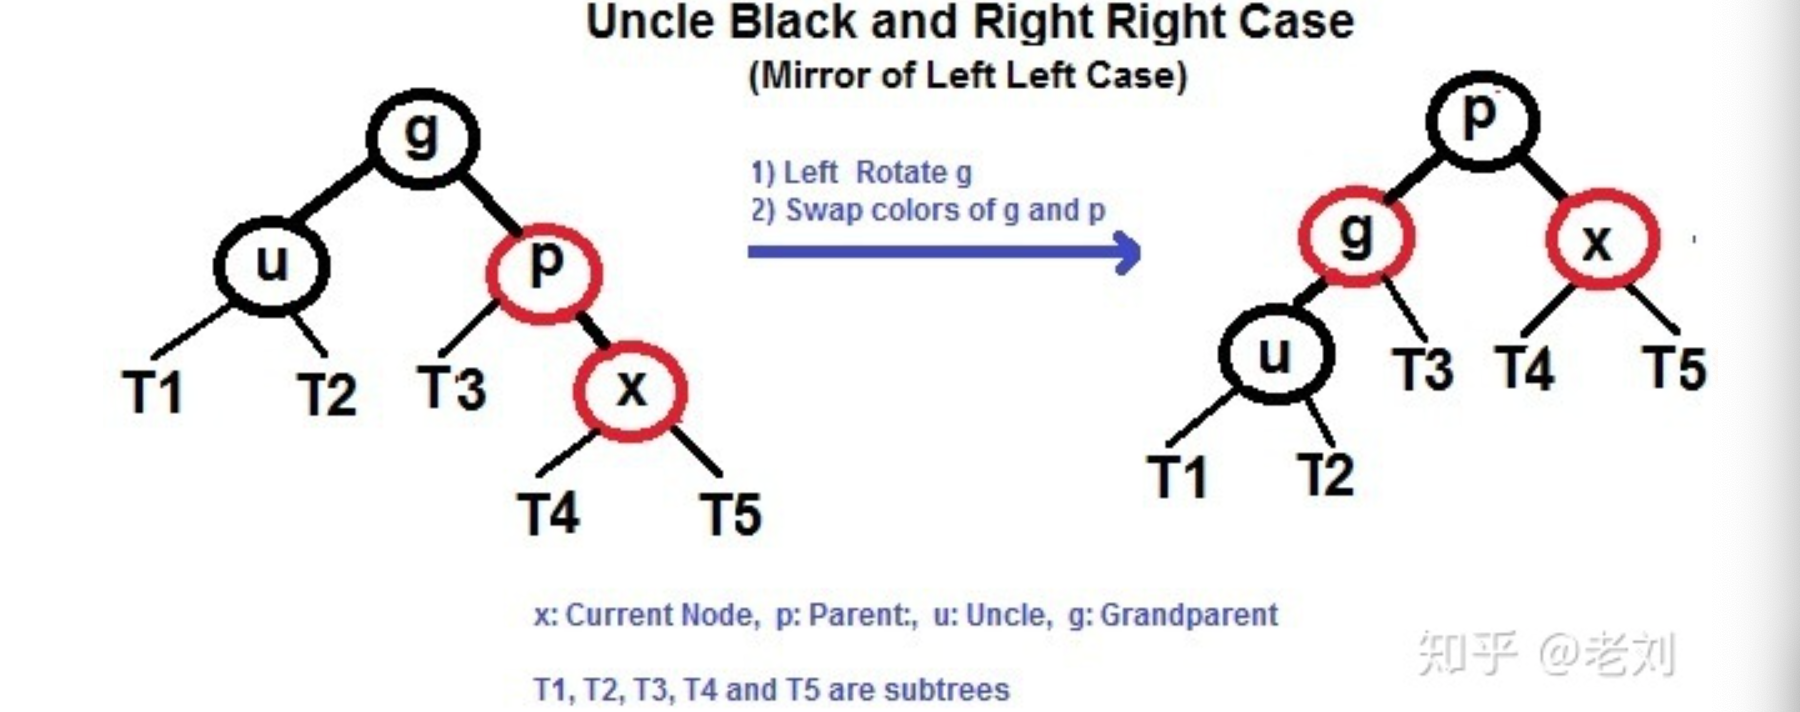 Uncle Black and Right Right Case
(Mirror of Left Left Case)
g
u
p
x
T1
T2
T3
T4
T5
1) Left Rotate g
2) Swap colors of g and p
p
g
x
u
T3
T4
T5
T1
T2
x: Current Node, p: Parent:, u: Uncle, g: Grandparent
T1, T2, T3, T4 and T5 are subtrees
知乎 @老刘